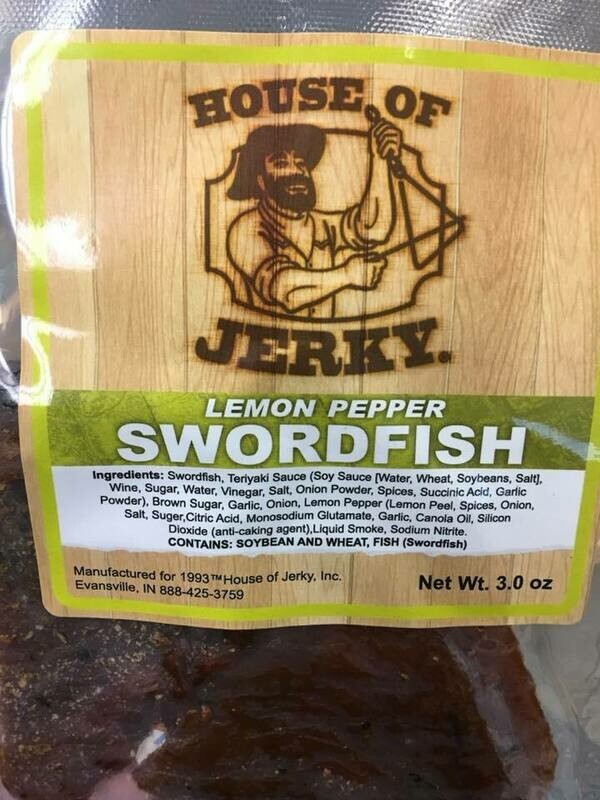 HOUSE OF
JERKY.
LEMON PEPPER
SWORDFISH
Ingredients: Swordfish, Teriyaki Sauce (Soy Sauce [Water, Wheat, Soybeans, Salt],
Wine, Sugar, Water, Vinegar, Salt, Onion Powder, Spices, Succinic Acid, Garlic
Powder), Brown Sugar, Garlic, Onion, Lemon Pepper (Lemon Peel, Spices, Onion,
Salt, Suger,Citric Acid, Monosodium Glutamate, Garlic, Canola Oil, Silicon
Dioxide (anti-caking agent),Liquid Smoke, Sodium Nitrite.
CONTAINS: SOYBEAN AND WHEAT, FISH (Swordfish)
Manufactured for 1993™House of Jerky, Inc.
Evansville, IN 888-425-3759
Net Wt. 3.0 oz